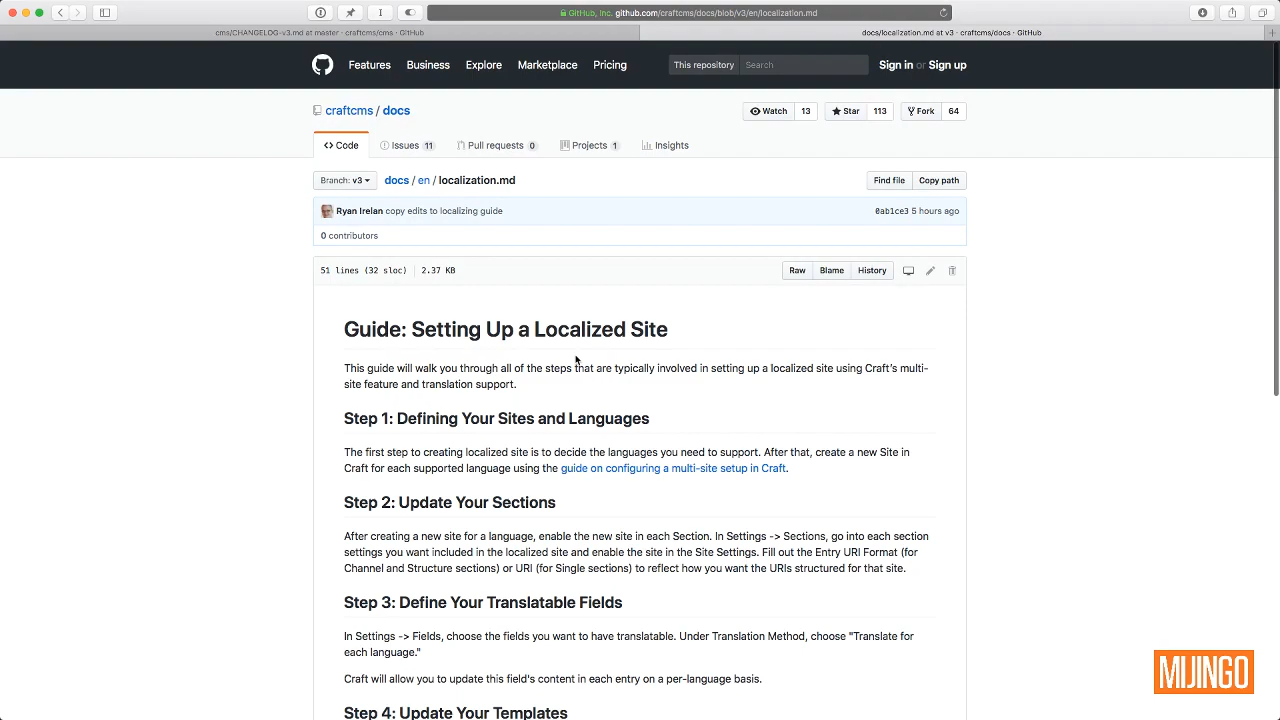 GitHub, Inc. github.com/craftcms/docs/blob/v3/en/localization.md
cms/CHANGELOG-v3.md at master · craftcms/cms · GitHub
docs/localization.md at v3 · craftcms/docs · GitHub
Features Business Explore Marketplace Pricing This repository Search Sign in or Sign up
craftcms / docs Watch 13 Star 113 Fork 64
Code Issues 11 Pull requests 0 Projects 1 Insights
Branch: v3 docs / en / localization.md Find file Copy path
Ryan Irelan copy edits to localizing guide 0ab1ce3 5 hours ago
0 contributors
51 lines (32 sloc) 2.37 KB Raw Blame History
Guide: Setting Up a Localized Site
This guide will walk you through all of the steps that are typically involved in setting up a localized site using Craft's multi-
site feature and translation support.
Step 1: Defining Your Sites and Languages
The first step to creating localized site is to decide the languages you need to support. After that, create a new Site in
Craft for each supported language using the guide on configuring a multi-site setup in Craft.
Step 2: Update Your Sections
After creating a new site for a language, enable the new site in each Section. In Settings -> Sections, go into each section
settings you want included in the localized site and enable the site in the Site Settings. Fill out the Entry URI Format (for
Channel and Structure sections) or URI (for Single sections) to reflect how you want the URIs structured for that site.
Step 3: Define Your Translatable Fields
In Settings -> Fields, choose the fields you want to have translatable. Under Translation Method, choose "Translate for
each language."
Craft will allow you to update this field's content in each entry on a per-language basis.
Step 4: Update Your Templates
MIJINGO